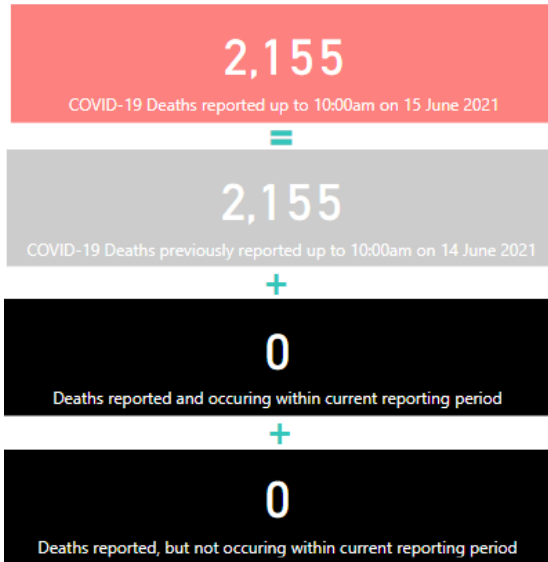 2,155
COVID-19 Deaths reported up to 10:00am on 15 June 2021
=
2,155
COVID-19 Deaths previously reported up to 10:00am on 14 June 2021
+
0
Deaths reported and occuring within current reporting period
+
0
Deaths reported, but not occuring within current reporting period